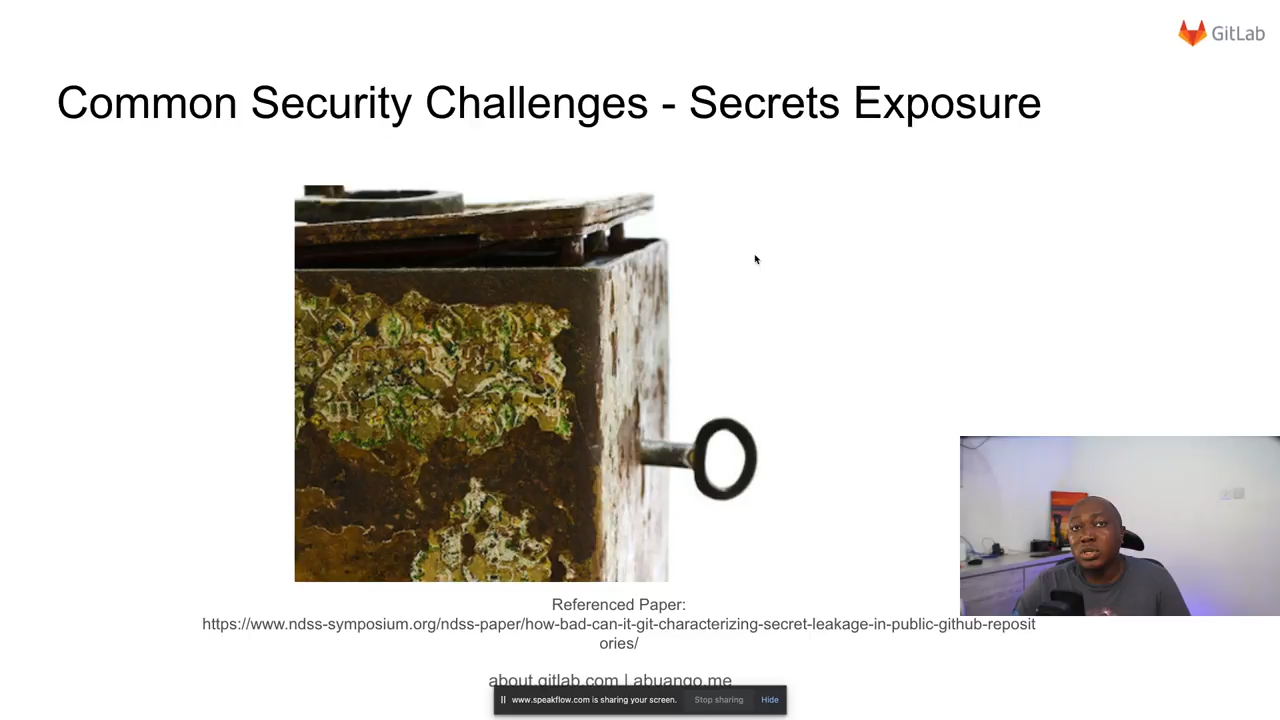 GitLab
Common Security Challenges - Secrets Exposure
Referenced Paper:
https://www.ndss-symposium.org/ndss-paper/how-bad-can-it-git-characterizing-secret-leakage-in-public-github-reposit
ories/
about.gitlab.com | abuango.me
www.speakflow.com is sharing your screen.
Stop sharing
Hide